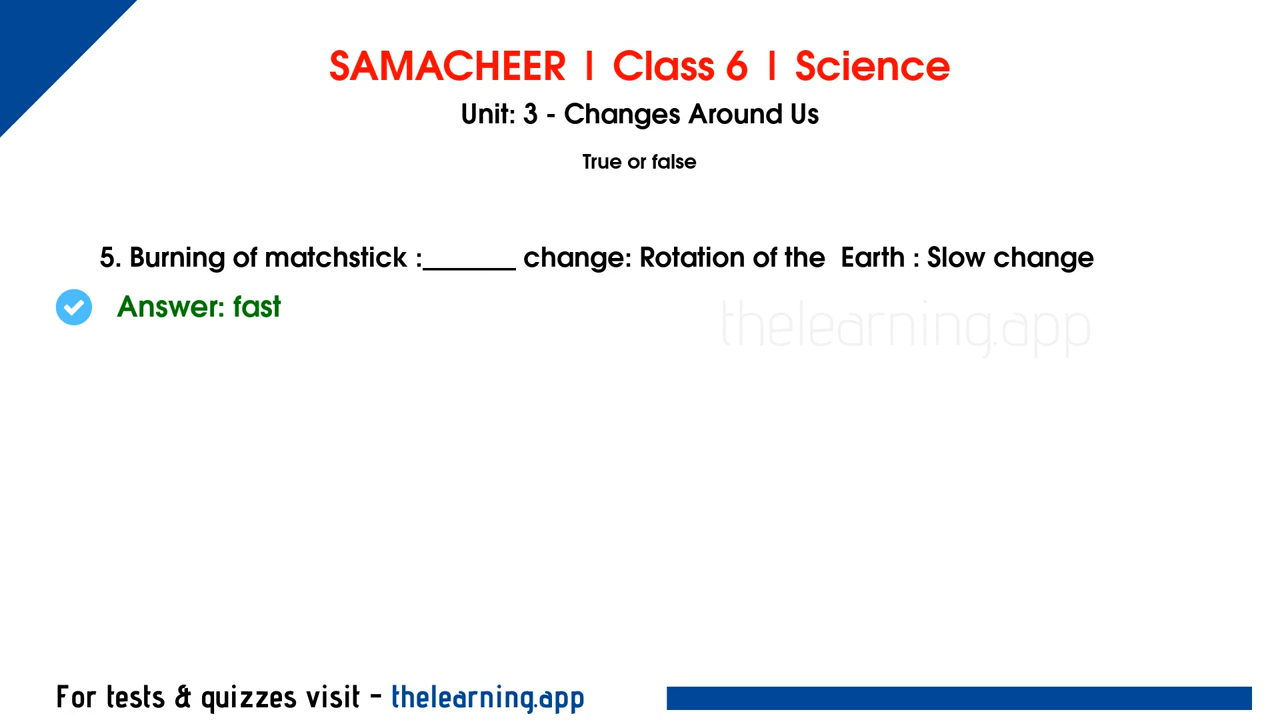 SAMACHEER | Class 6 | Science
Unit: 3 - Changes Around Us
True or false
5. Burning of matchstick :_______ change: Rotation of the  Earth : Slow change
Answer: fast
thelearning.app
For tests & quizzes visit - thelearning.app